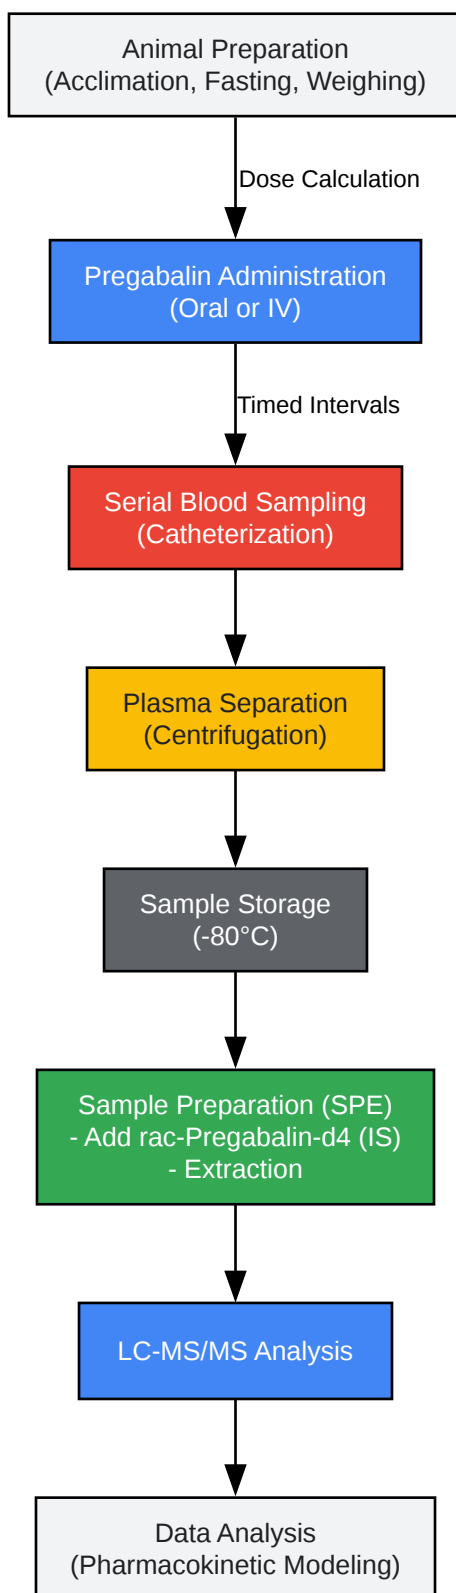 Animal Preparation
(Acclimation, Fasting, Weighing)
Dose Calculation
Pregabalin Administration
(Oral or IV)
Timed Intervals
Serial Blood Sampling
(Catheterization)
Plasma Separation
(Centrifugation)
Sample Storage
(-80°C)
Sample Preparation (SPE)
- Add rac-Pregabalin-d4 (IS)
- Extraction
LC-MS/MS Analysis
Data Analysis
(Pharmacokinetic Modeling)